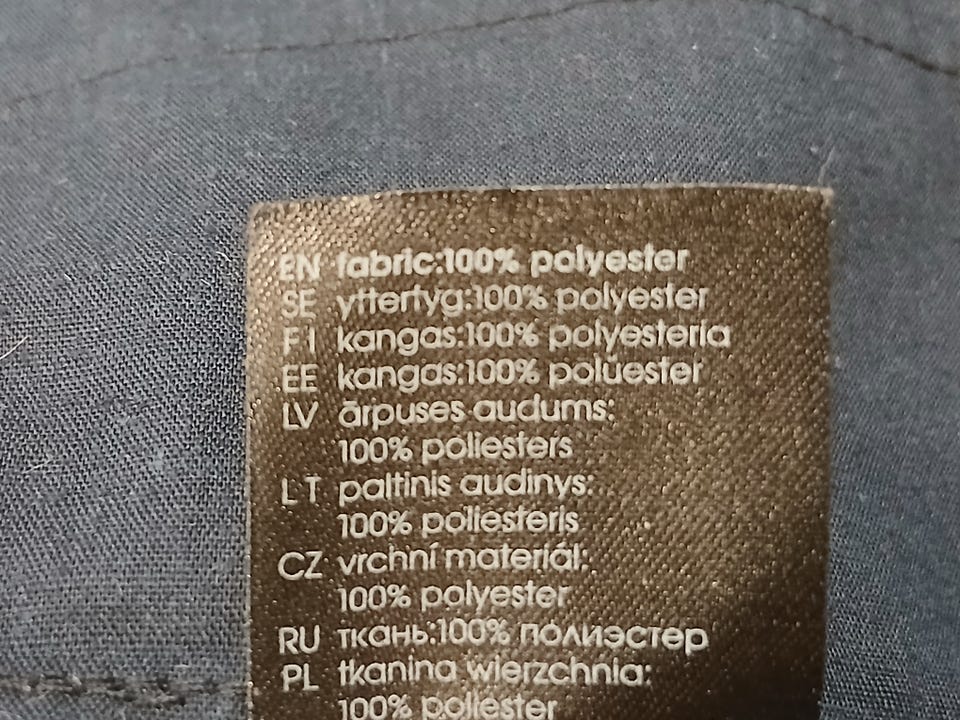 EN fabric:100% polyester
SE yttertyg:100% polyester
FI kangas:100% polyesteria
EE kangas:100% polüester
LV ārpuses audums:
100% poliesters
LT paltinis audinys:
100% poliesteris
CZ vrchní materiál:
100% polyester
RU ткань:100% полиэстер
PL tkanina wierzchnia:
100% poliester